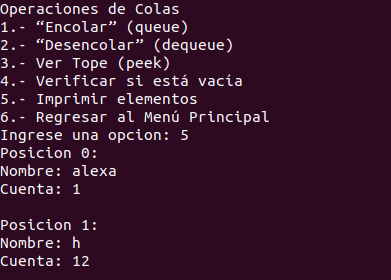 Operaciones de Colas
1.- “Encolar” (queue)
2.- “Desencolar” (dequeue)
3.- Ver Tope (peek)
4.- Verificar si está vacía
5.- Imprimir elementos
6.- Regresar al Menú Principal
Ingrese una opcion: 5
Posicion 0:
Nombre: alexa
Cuenta: 1
Posicion 1:
Nombre: h
Cuenta: 12